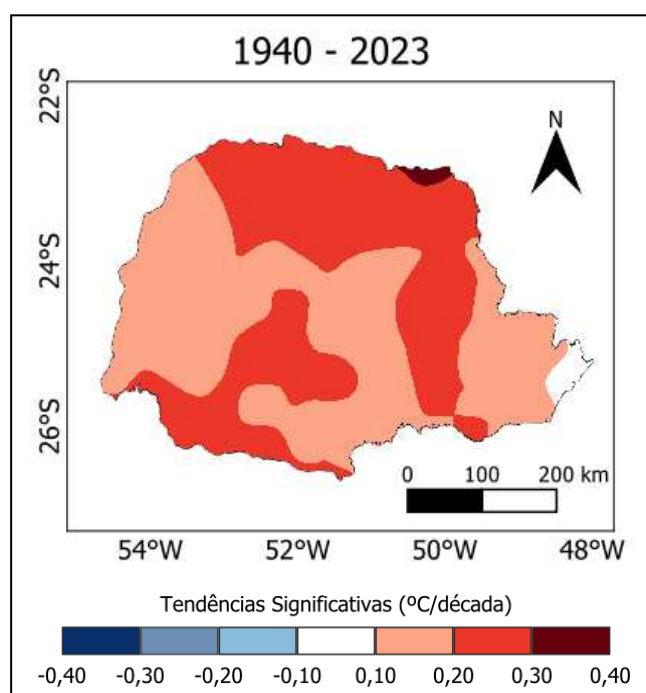 1940 - 2023
22°S
N
24°S
26°S
0 100 200 km
54°W 52°W 50°W 48°W
Tendências Significativas (ºC/década)
-0,40 -0,30 -0,20 -0,10 0,10 0,20 0,30 0,40